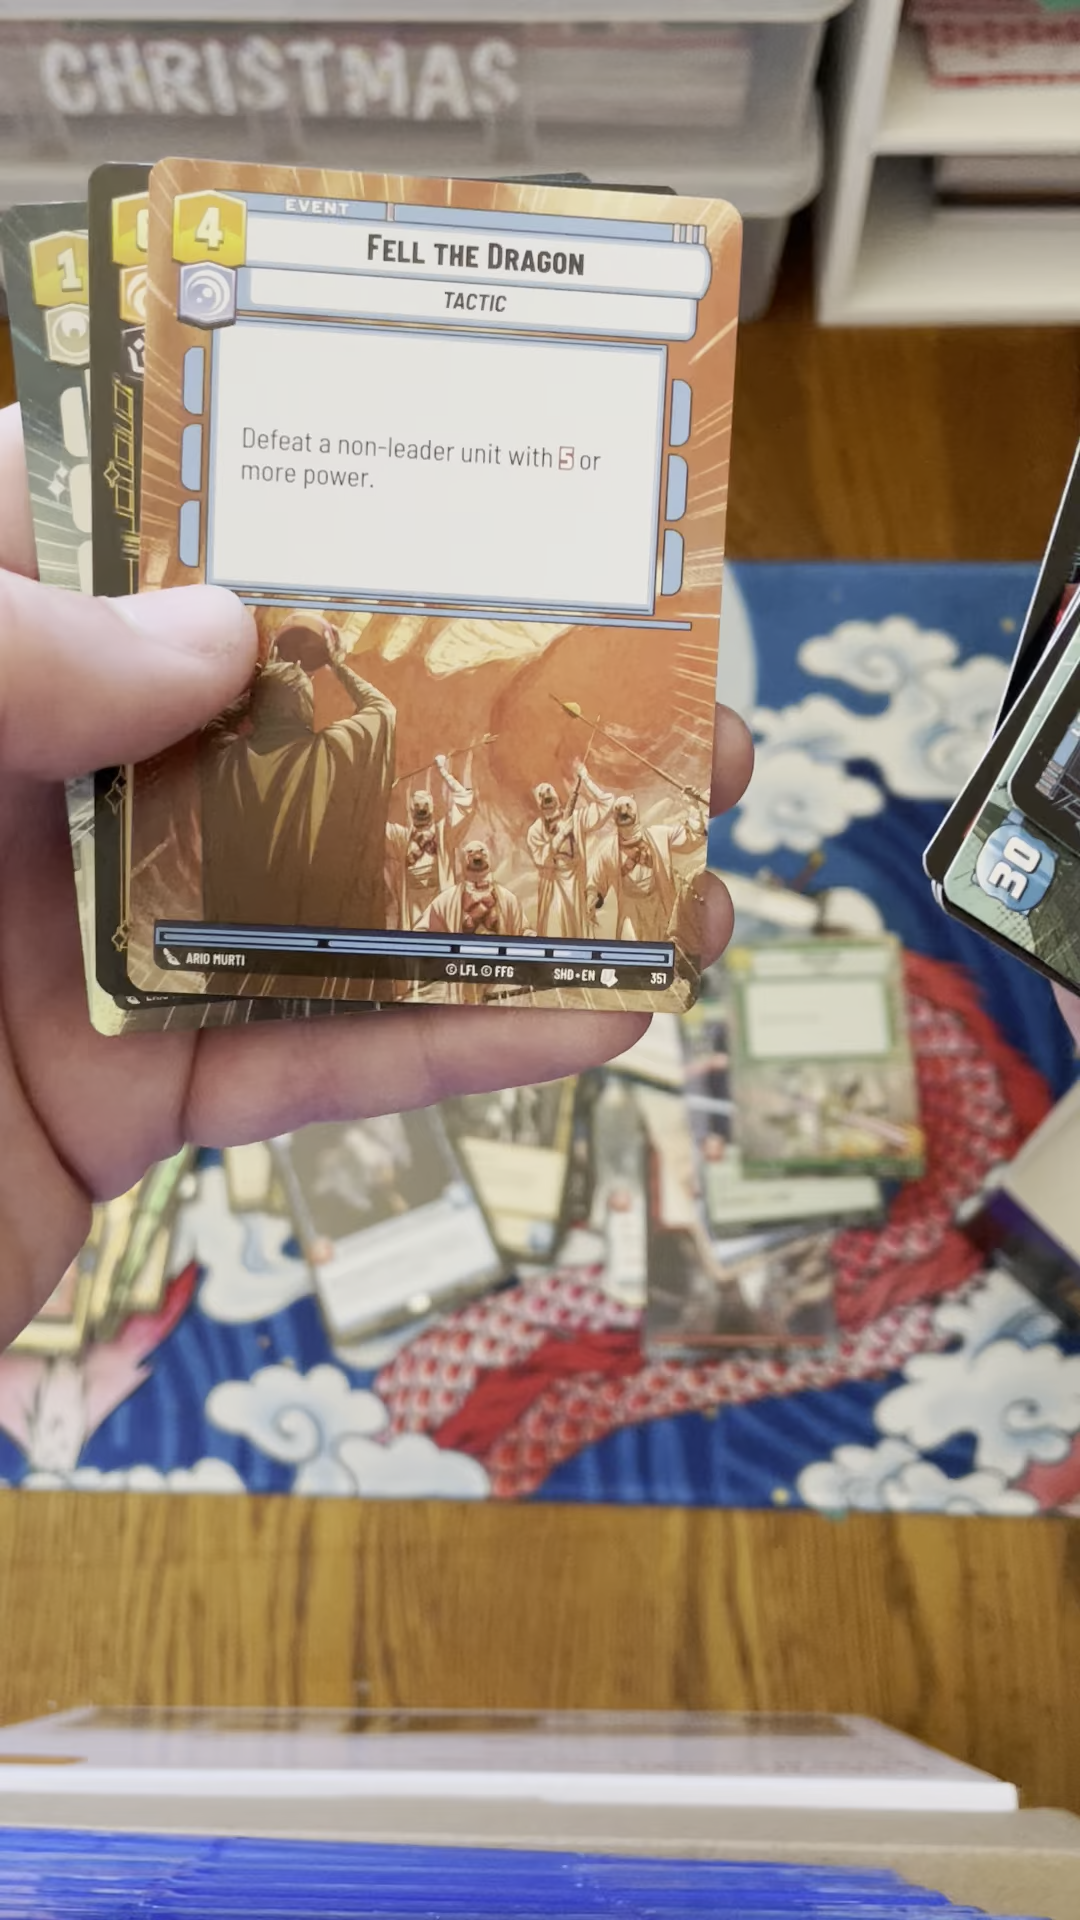 CHRISTMAS
1
4
EVENT
FELL THE DRAGON
TACTIC
Defeat a non-leader unit with 5 or
more power.
30
ARIO MURTI
© LFL © FFG
SHD • EN
351